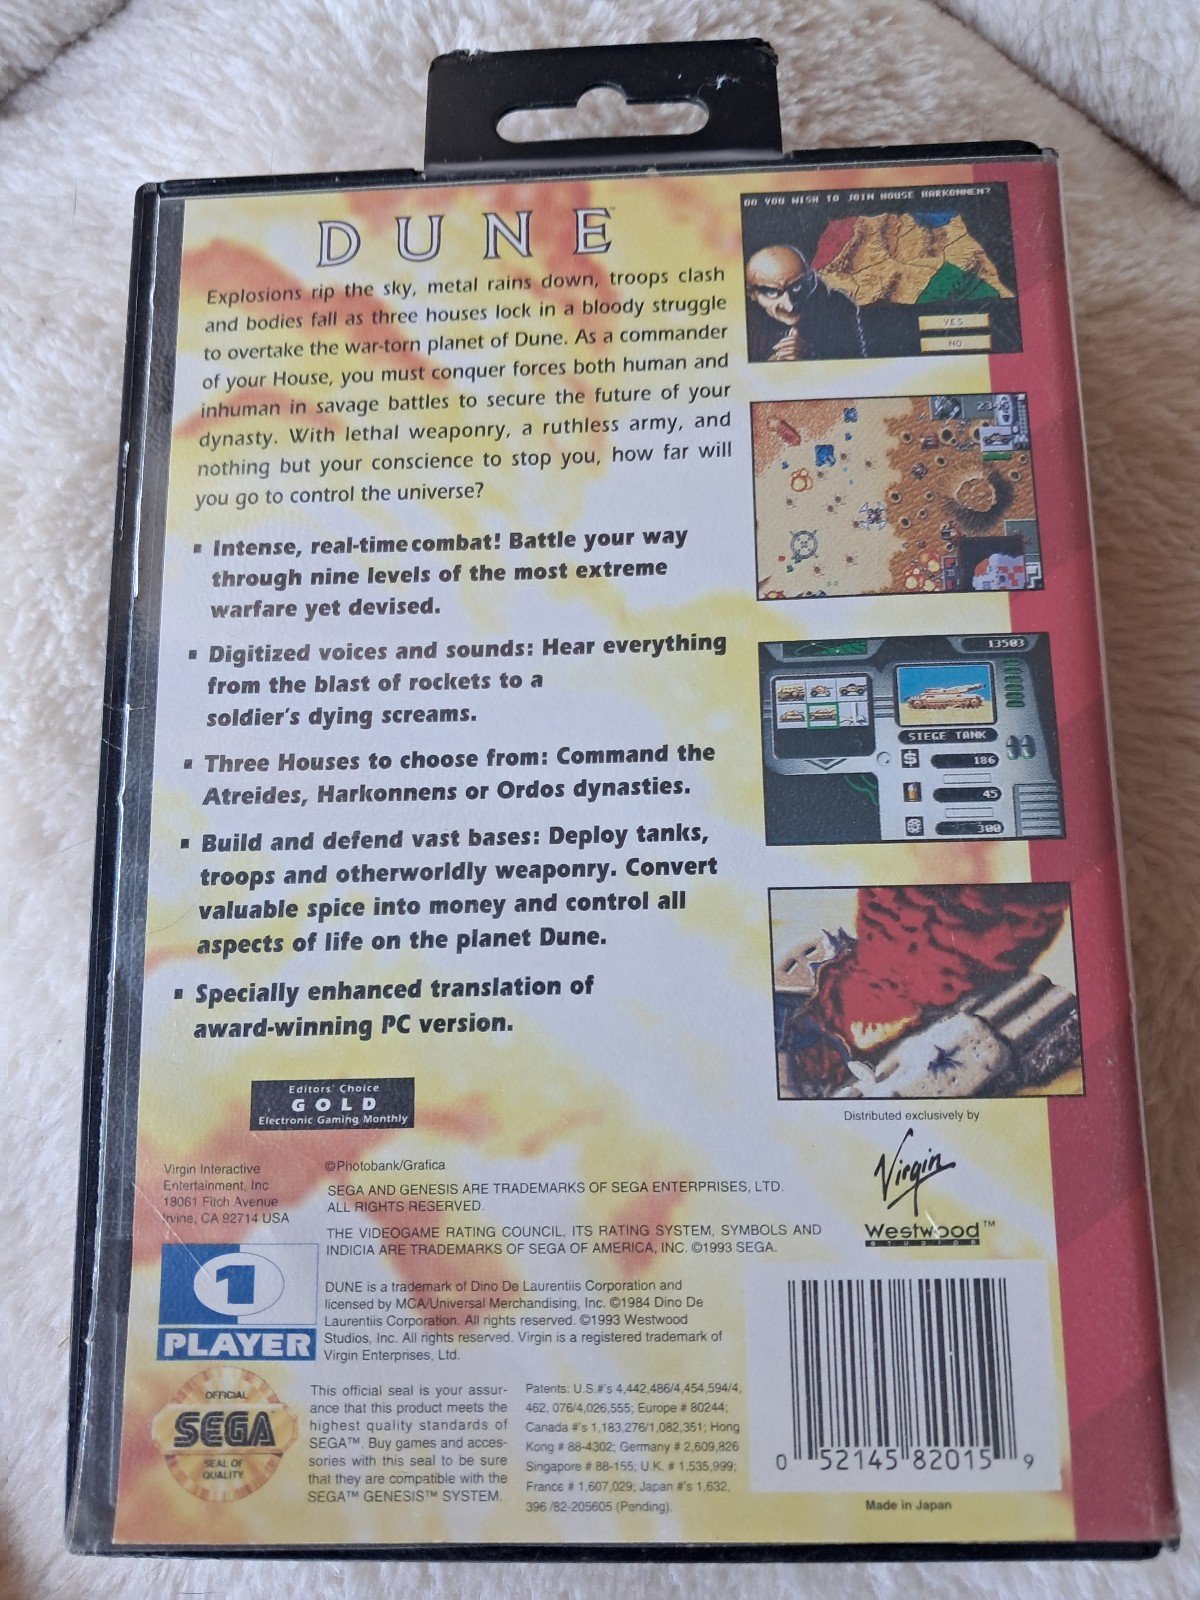 DUNE™
Explosions rip the sky, metal rains down, troops clash
and bodies fall as three houses lock in a bloody struggle
to overtake the war-torn planet of Dune. As a commander
of your House, you must conquer forces both human and
inhuman in savage battles to secure the future of your
dynasty. With lethal weaponry, a ruthless army, and
nothing but your conscience to stop you, how far will
you go to control the universe?
▪ Intense, real-time combat! Battle your way
through nine levels of the most extreme
warfare yet devised.
▪ Digitized voices and sounds: Hear everything
from the blast of rockets to a
soldier's dying screams.
▪ Three Houses to choose from: Command the
Atreides, Harkonnens or Ordos dynasties.
▪ Build and defend vast bases: Deploy tanks,
troops and otherworldly weaponry. Convert
valuable spice into money and control all
aspects of life on the planet Dune.
▪ Specially enhanced translation of
award-winning PC version.
DO YOU WISH TO JOIN HOUSE HARKONNEN?
YES
NO
13503
SIEGE TANK
186
45
300
Editors' Choice
GOLD
Electronic Gaming Monthly
Distributed exclusively by
Virgin
Westwood™
STUDIOS
Virgin Interactive
Entertainment, Inc.
18061 Fitch Avenue
Irvine, CA 92714 USA
©Photobank/Grafica
SEGA AND GENESIS ARE TRADEMARKS OF SEGA ENTERPRISES, LTD.
ALL RIGHTS RESERVED.
THE VIDEOGAME RATING COUNCIL, ITS RATING SYSTEM, SYMBOLS AND
INDICIA ARE TRADEMARKS OF SEGA OF AMERICA, INC. ©1993 SEGA.
DUNE is a trademark of Dino De Laurentiis Corporation and
licensed by MCA/Universal Merchandising, Inc. ©1984 Dino De
Laurentiis Corporation. All rights reserved. ©1993 Westwood
Studios, Inc. All rights reserved. Virgin is a registered trademark of
Virgin Enterprises, Ltd.
1
PLAYER
OFFICIAL
SEGA
SEAL OF
QUALITY
This official seal is your assur-
ance that this product meets the
highest quality standards of
SEGA™. Buy games and acces-
sories with this seal to be sure
that they are compatible with the
SEGA™ GENESIS™ SYSTEM.
Patents: U.S.#'s 4,442,486/4,454,594/4,
462, 076/4,026,555; Europe # 80244;
Canada #'s 1,183,276/1,082,351; Hong
Kong # 88-4302; Germany # 2,609,826
Singapore # 88-155; U.K. # 1,535,999;
France # 1,607,029; Japan #'s 1,632,
396 /82-205605 (Pending).
0 52145 82015 9
Made in Japan